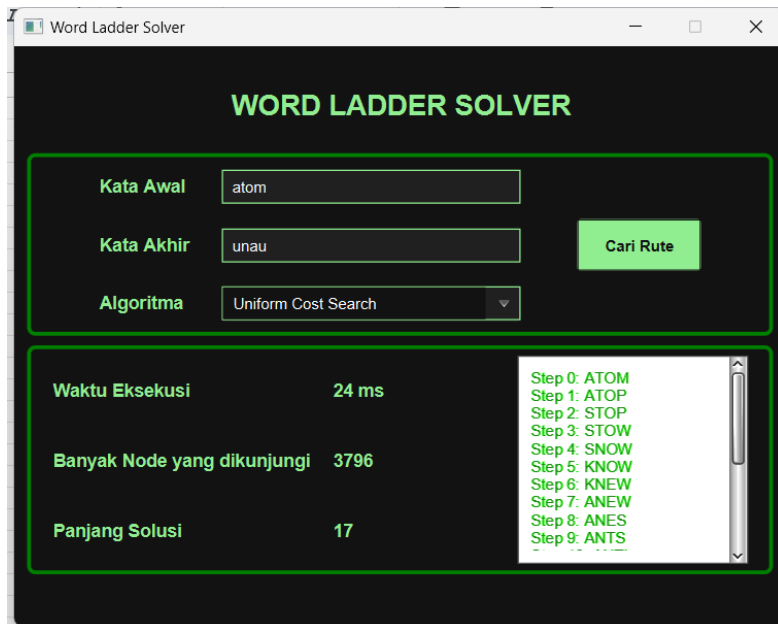 Word Ladder Solver
WORD LADDER SOLVER
Kata Awal
atom
Kata Akhir
unau
Cari Rute
Algoritma
Uniform Cost Search
Waktu Eksekusi
24 ms
Banyak Node yang dikunjungi
3796
Panjang Solusi
17
Step 0: ATOM
Step 1: ATOP
Step 2: STOP
Step 3: STOW
Step 4: SNOW
Step 5: KNOW
Step 6: KNEW
Step 7: ANEW
Step 8: ANES
Step 9: ANTS